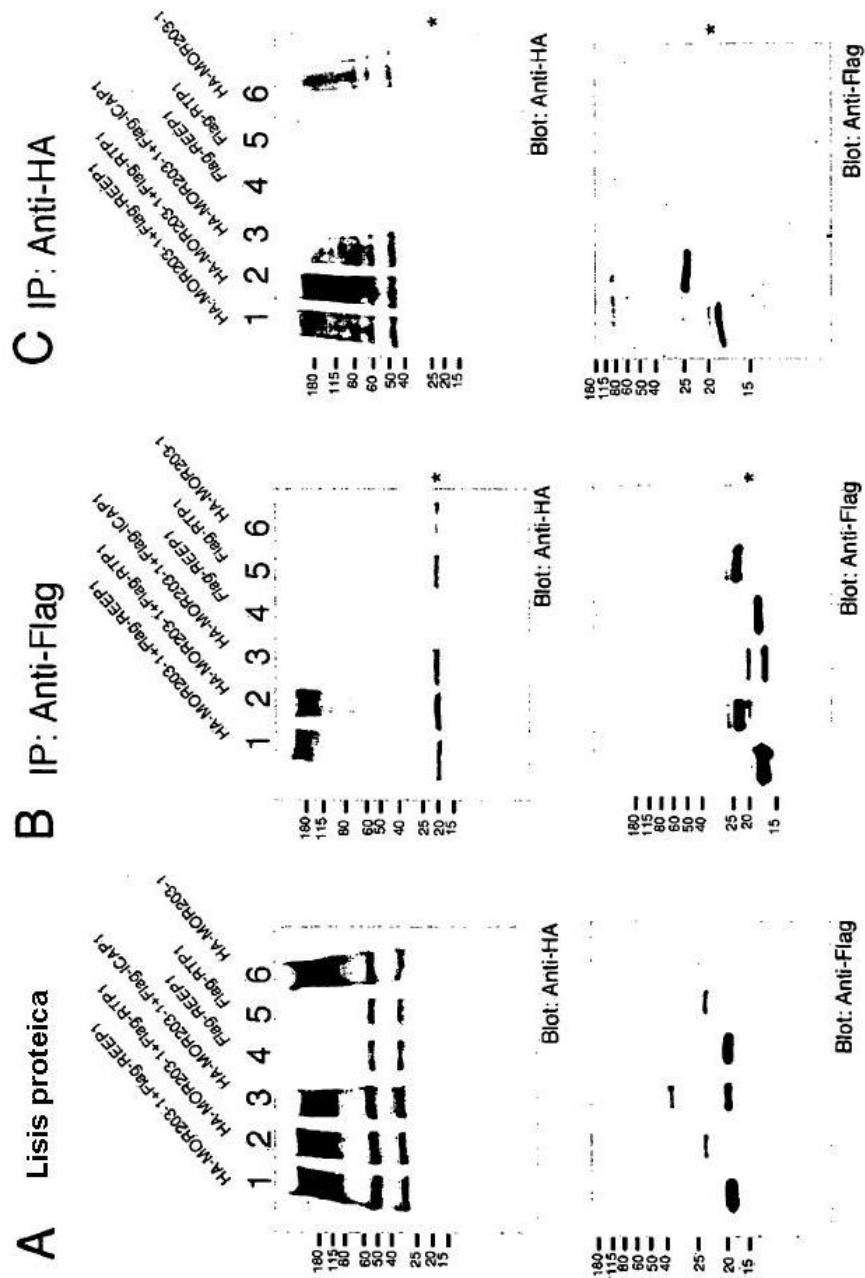 A Lisis proteica
HA-MOR203-1+Flag-REEP1
HA-MOR203-1+Flag-RTP1
HA-MOR203-1+Flag-ICAP1
Flag-REEP1
Flag-RTP1
HA-MOR203-1
1 2 3 4 5 6
180
115
80
60
50
40
25
20
15
Blot: Anti-HA
180
115
80
60
50
40
25
20
15
Blot: Anti-Flag
B IP: Anti-Flag
HA-MOR203-1+Flag-REEP1
HA-MOR203-1+Flag-RTP1
HA-MOR203-1+Flag-ICAP1
Flag-REEP1
Flag-RTP1
HA-MOR203-1
1 2 3 4 5 6
180
115
80
60
50
40
25
20
15
*
Blot: Anti-HA
180
115
80
60
50
40
25
20
15
*
Blot: Anti-Flag
C IP: Anti-HA
HA-MOR203-1+Flag-REEP1
HA-MOR203-1+Flag-RTP1
HA-MOR203-1+Flag-ICAP1
Flag-REEP1
Flag-RTP1
HA-MOR203-1
1 2 3 4 5 6
180
115
80
60
50
40
25
20
15
*
Blot: Anti-HA
180
115
80
60
50
40
25
20
15
*
Blot: Anti-Flag